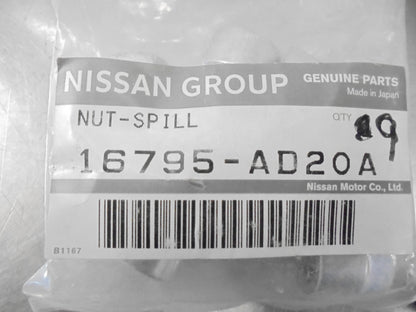 NISSAN GROUP
GENUINE PARTS
Made in Japan
NUT-SPILL
QTY
16795-AD20A
Nissan Motor Co., Ltd.
B1167